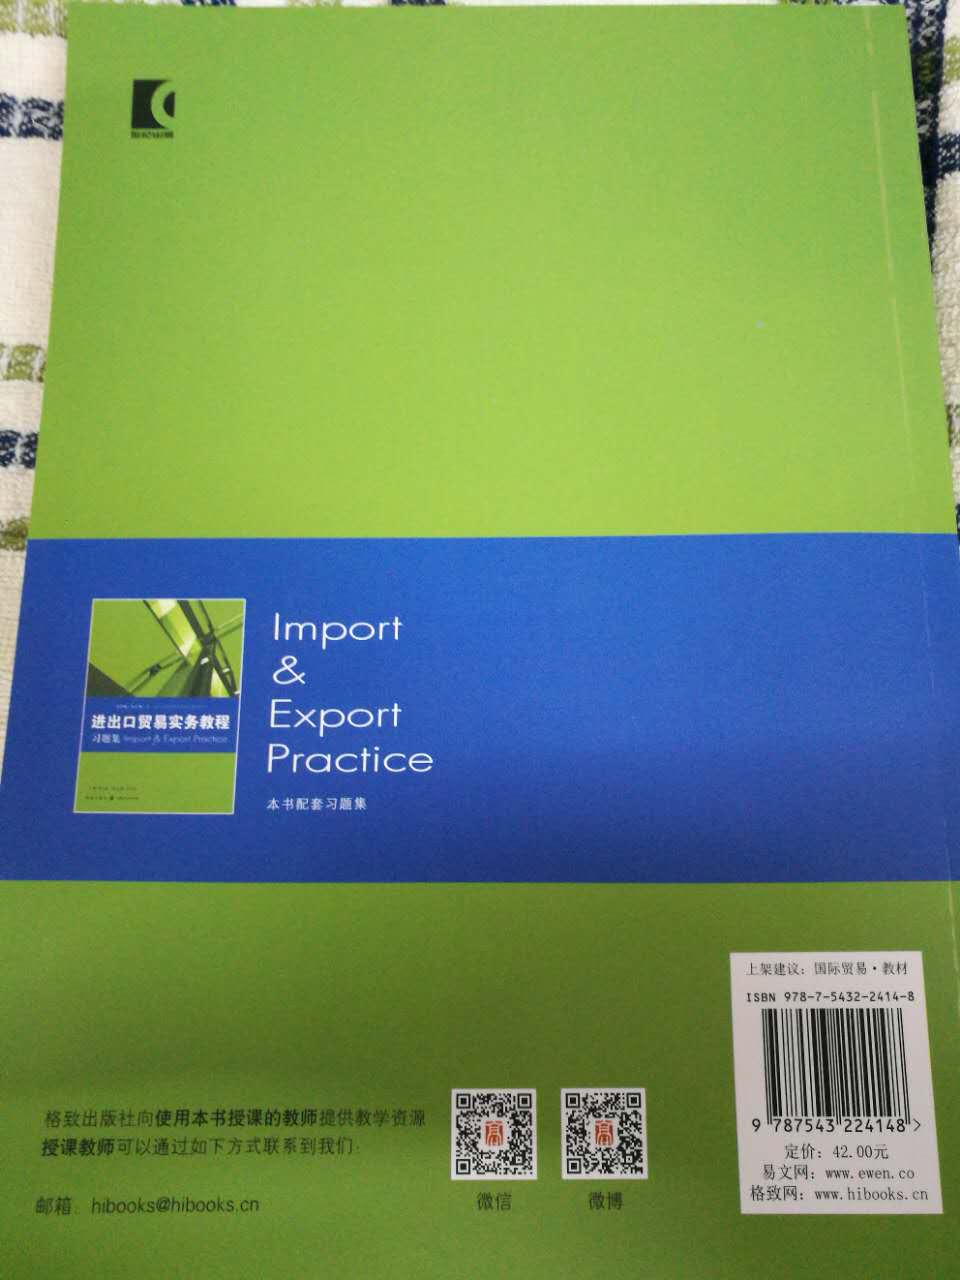 Import
&
Export
Practice
本书配套习题集
进出口贸易实务教程
习题集 Import & Export Practice
上架建议：国际贸易·教材
ISBN 978-7-5432-2414-8
9 787543 224148 >
定价：42.00元
易文网：www.ewen.co
格致网：www.hibooks.cn
格致出版社向使用本书授课的教师提供教学资源
授课教师可以通过如下方式联系到我们：
邮箱：hibooks@hibooks.cn
微信
微博